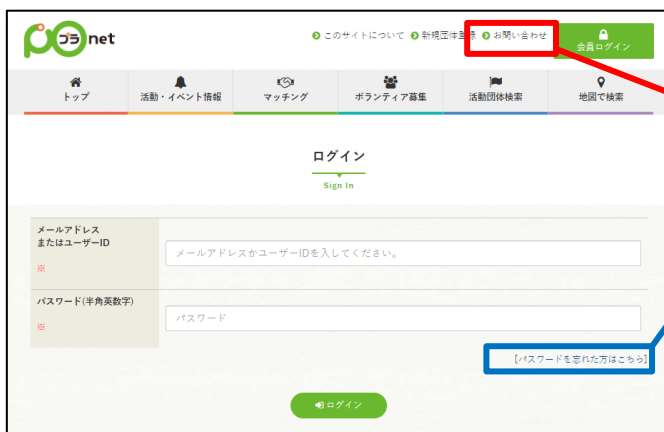 プラ net
このサイトについて 新規団体登録 お問い合わせ
会員ログイン
トップ 活動・イベント情報 マッチング ボランティア募集 活動団体検索 地図で検索
ログイン
Sign In
メールアドレス
またはユーザーID
※
メールアドレスかユーザーIDを入してください。
パスワード(半角英数字)
※
パスワード
[パスワードを忘れた方はこちら]
ログイン